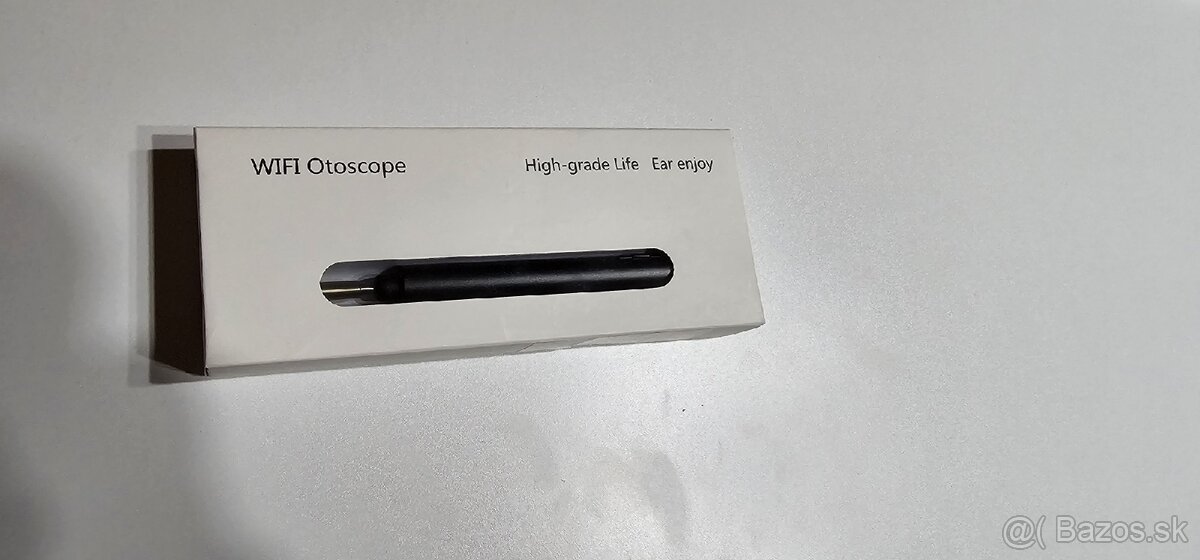 WIFI Otoscope
High-grade Life Ear enjoy
@( Bazos.sk